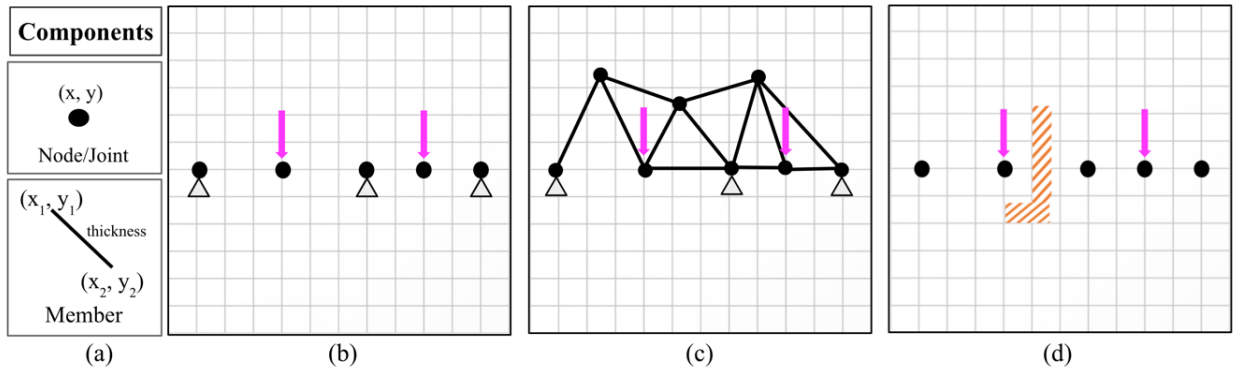 Components
(x, y)
Node/Joint
(x1, y1)
thickness
(x2, y2)
Member
(a)
(b)
(c)
(d)